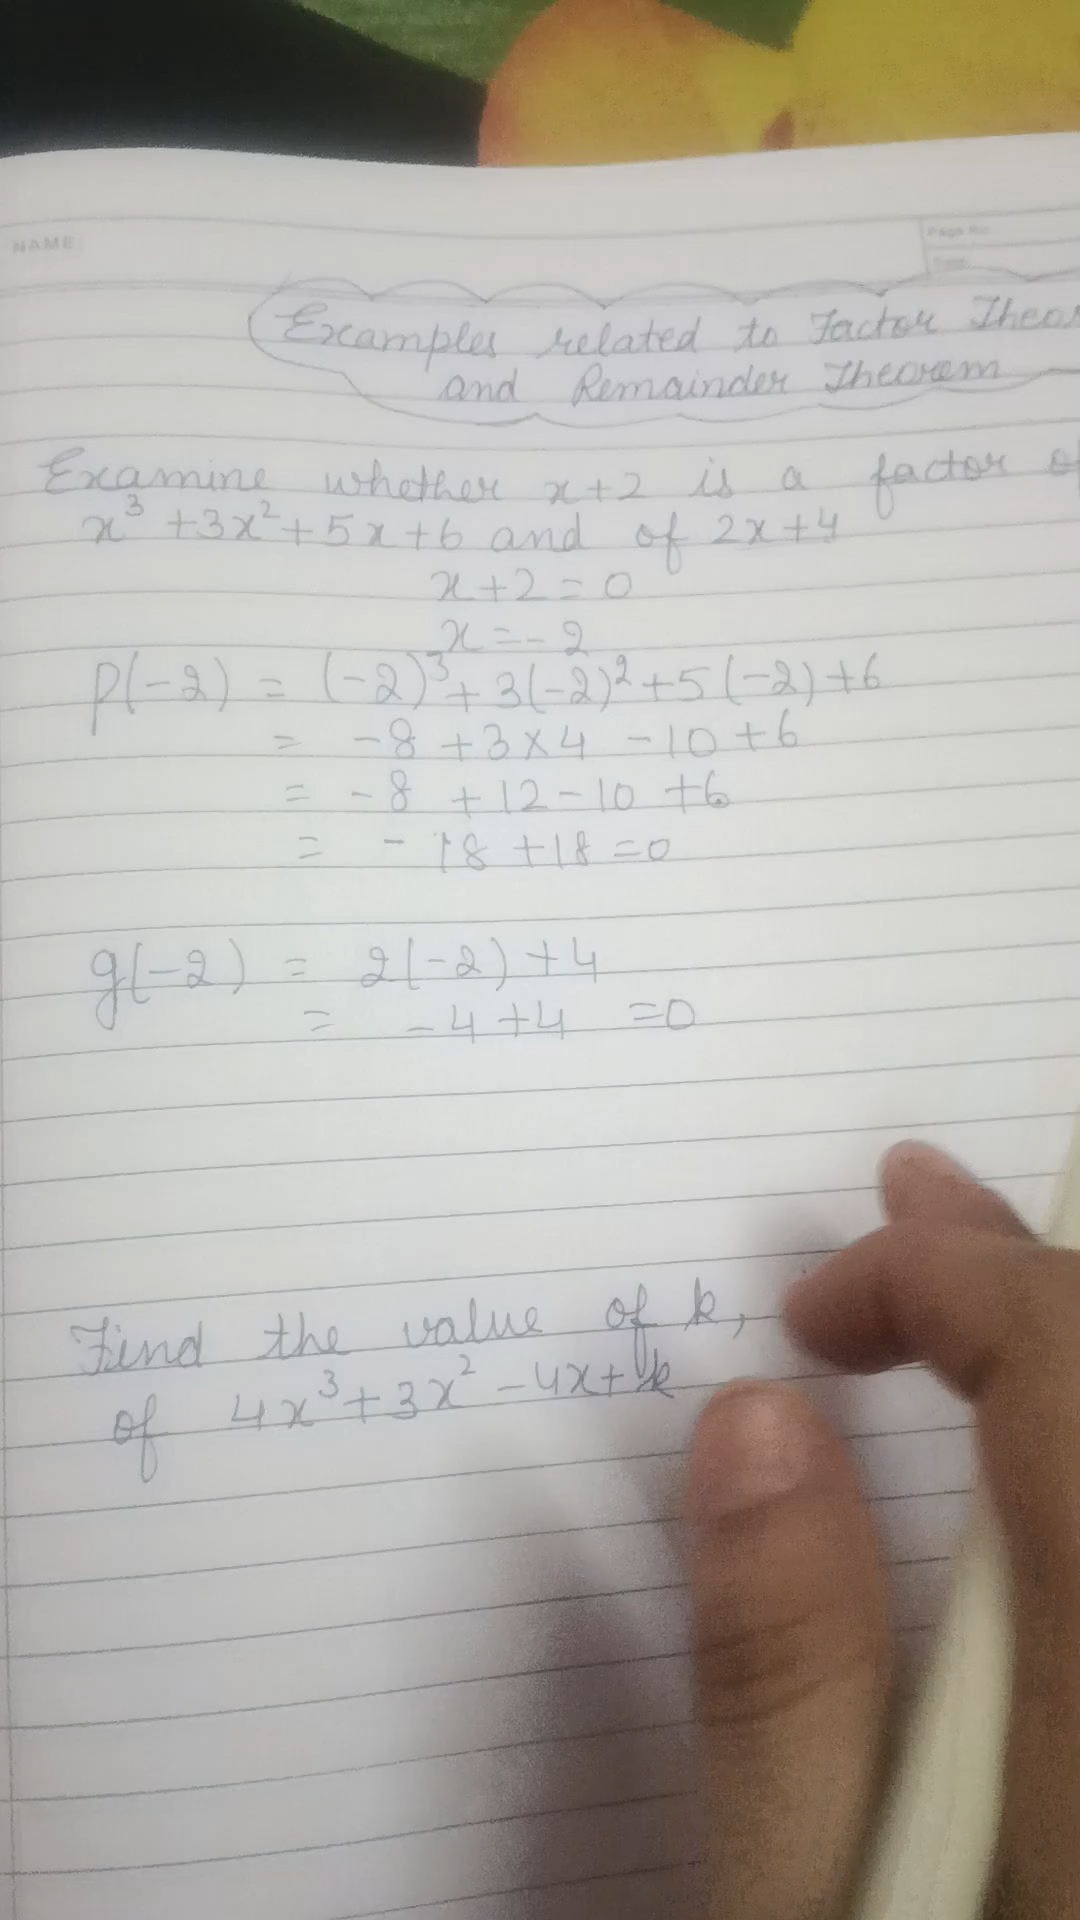 NAME
Page No.
Examples related to Factor Theor
and Remainder Theorem
Examine whether x+2 is a factor of
x³ +3x²+5x+6 and of 2x+4
x+2=0
x=-2
p(-2) = (-2)³+3(-2)²+5(-2)+6
= -8+3×4 -10+6
= -8 +12-10 +6
= -18+18=0
g(-2) = 2(-2)+4
= -4+4 =0
Find the value of k,
of 4x³+3x²-4x+k